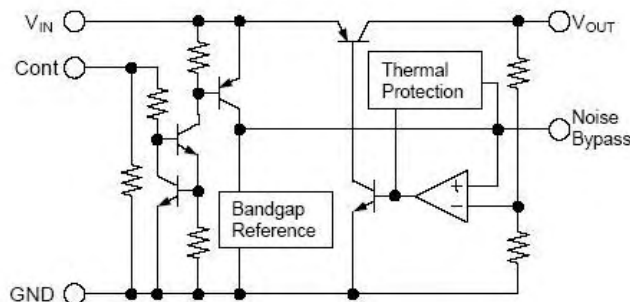 VIN
VOUT
Cont
Thermal
Protection
Noise
Bypass
+
−
Bandgap
Reference
GND